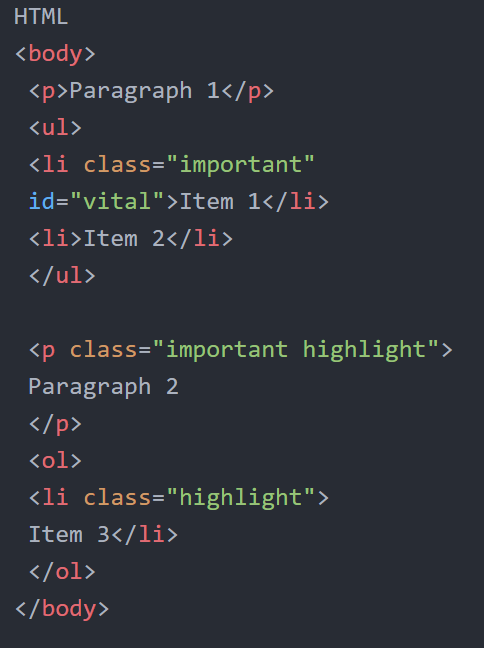 HTML
<body>
<p>Paragraph 1</p>
<ul>
<li class="important"
id="vital">Item 1</li>
<li>Item 2</li>
</ul>
<p class="important highlight">
Paragraph 2
</p>
<ol>
<li class="highlight">
Item 3</li>
</ol>
</body>